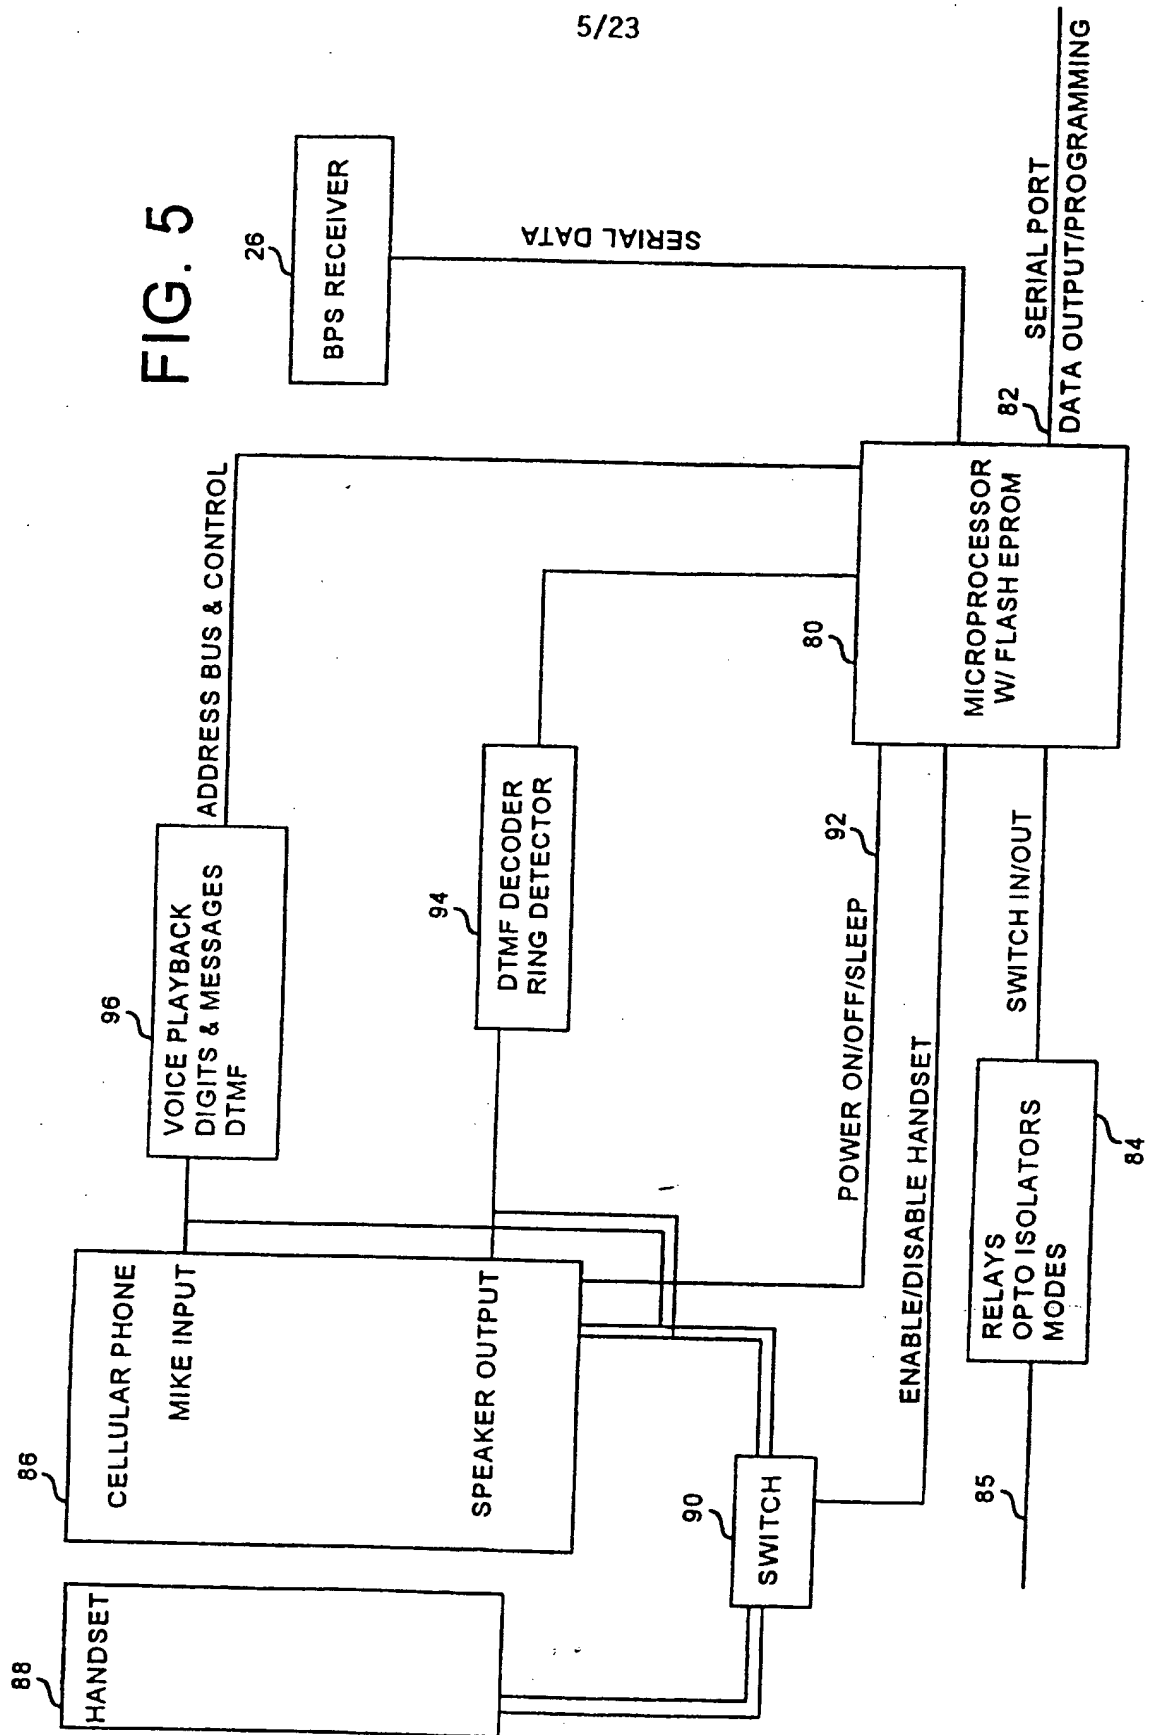 5/23
FIG. 5
88
HANDSET
86
CELLULAR PHONE
MIKE INPUT
SPEAKER OUTPUT
96
VOICE PLAYBACK
DIGITS & MESSAGES
DTMF
ADDRESS BUS & CONTROL
26
BPS RECEIVER
SERIAL DATA
94
DTMF DECODER
RING DETECTOR
90
SWITCH
POWER ON/OFF/SLEEP
92
ENABLE/DISABLE HANDSET
80
MICROPROCESSOR
W/ FLASH EPROM
82
SERIAL PORT
DATA OUTPUT/PROGRAMMING
SWITCH IN/OUT
85
RELAYS
OPTO ISOLATORS
MODES
84